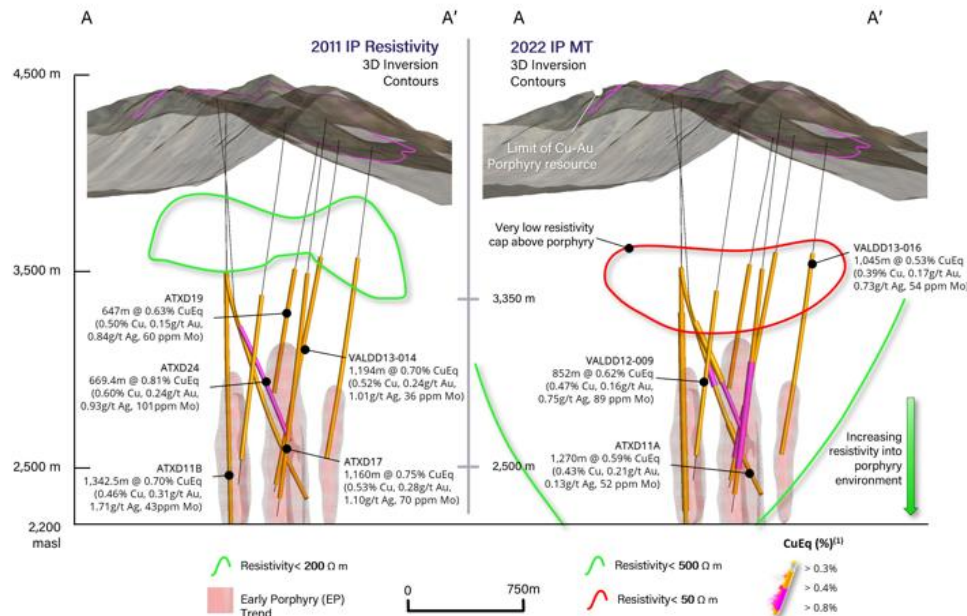 A
A'
2011 IP Resistivity
3D Inversion
Contours
4,500 m
4,000 m
3,500 m
ATXD19
647m @ 0.63% CuEq
(0.50% Cu, 0.15g/t Au,
0.84g/t Ag, 60 ppm Mo)
ATXD24
669.4m @ 0.81% CuEq
(0.60% Cu, 0.24g/t Au,
0.93g/t Ag, 101ppm Mo)
ATXD11B
1,342.5m @ 0.70% CuEq
(0.46% Cu, 0.31g/t Au,
1.71g/t Ag, 43ppm Mo)
2,500 m
2,200
masl
VALDD13-014
1,194m @ 0.70% CuEq
(0.52% Cu, 0.24g/t Au,
1.01g/t Ag, 36 ppm Mo)
ATXD17
1,160m @ 0.75% CuEq
(0.53% Cu, 0.28g/t Au,
1.10g/t Ag, 70 ppm Mo)
A
A'
2022 IP MT
3D Inversion
Contours
Limit of Cu-Au
Porphyry resource
Very low resistivity
cap above porphyry
3,350 m
VALDD13-016
1,045m @ 0.53% CuEq
(0.39% Cu, 0.17g/t Au,
0.73g/t Ag, 54 ppm Mo)
VALDD12-009
852m @ 0.62% CuEq
(0.47% Cu, 0.16g/t Au,
0.75g/t Ag, 89 ppm Mo)
ATXD11A
1,270m @ 0.59% CuEq
(0.43% Cu, 0.21g/t Au,
0.13g/t Ag, 52 ppm Mo)
2,500 m
Increasing
resistivity into
porphyry
environment
Resistivity< 200 Ω m
Early Porphyry (EP)
Trend
0
750m
Resistivity< 500 Ω m
Resistivity< 50 Ω m
CuEq (%)⁽¹⁾
> 0.3%
> 0.4%
> 0.8%